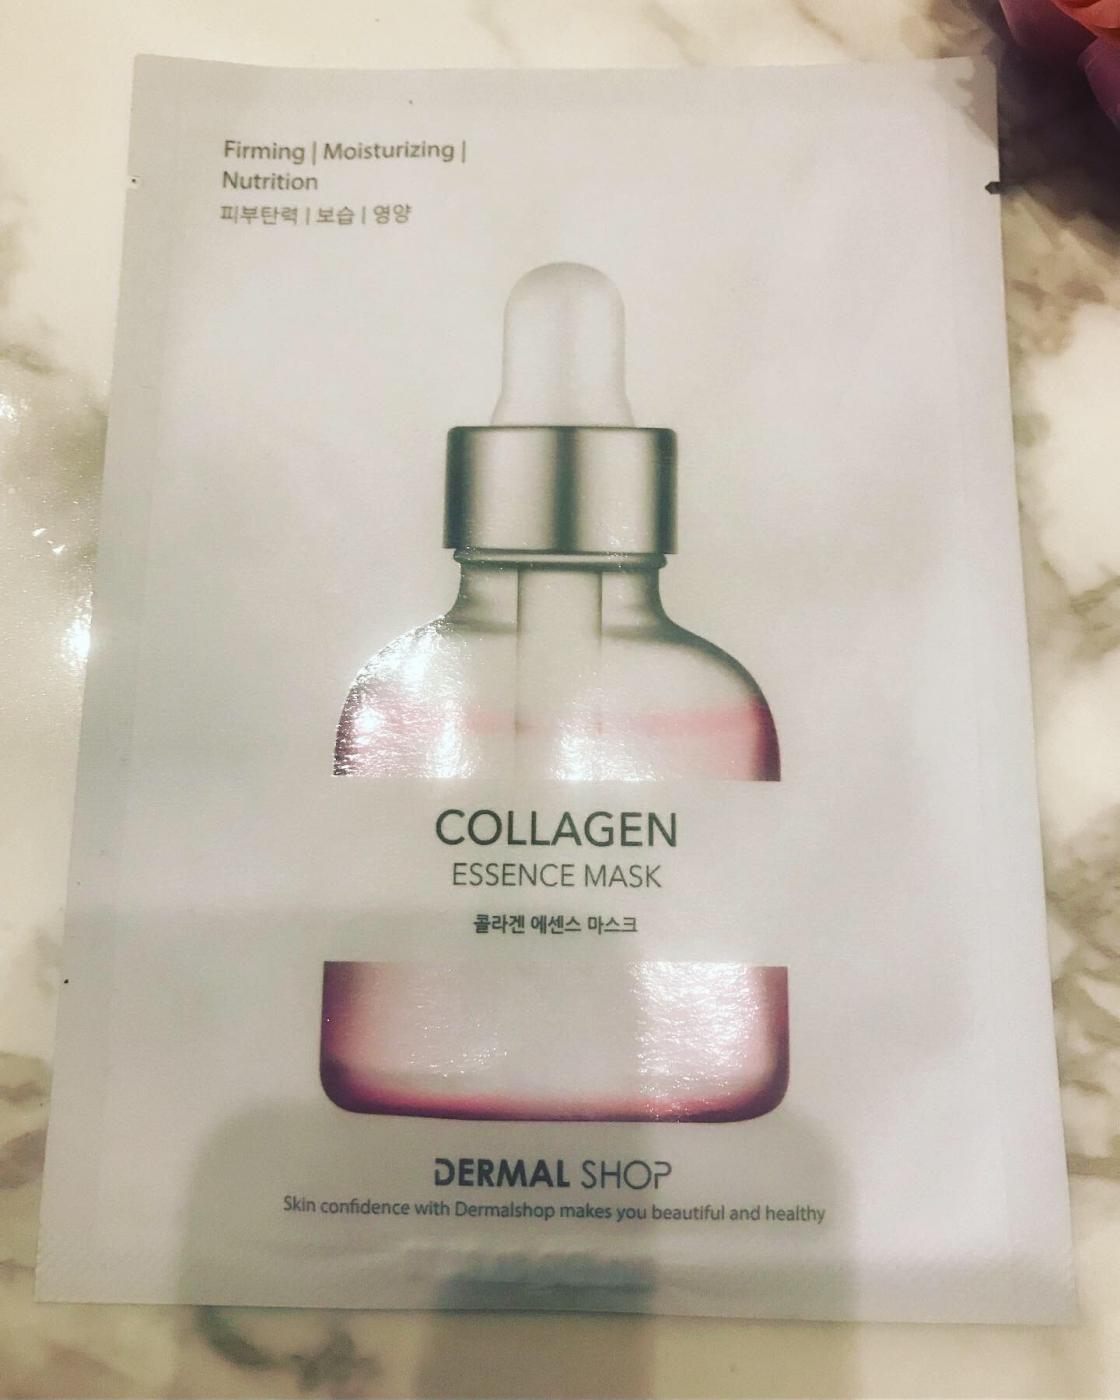 Firming | Moisturizing |
Nutrition
피부탄력 | 보습 | 영양
COLLAGEN
ESSENCE MASK
콜라겐 에센스 마스크
DERMAL SHOP
Skin confidence with Dermalshop makes you beautiful and healthy